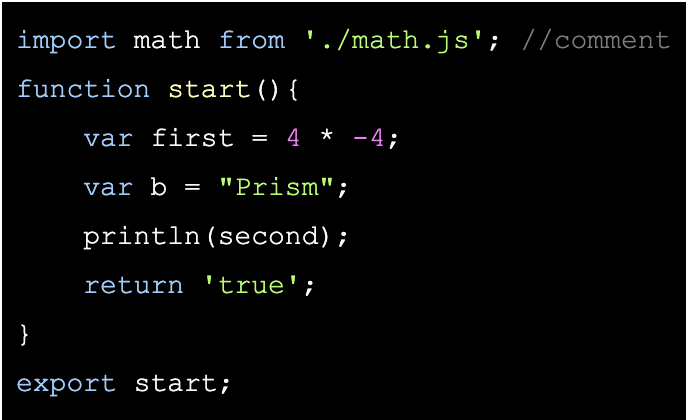 import math from './math.js'; //comment
function start(){
    var first = 4 * -4;
    var b = "Prism";
    println(second);
    return 'true';
}
export start;